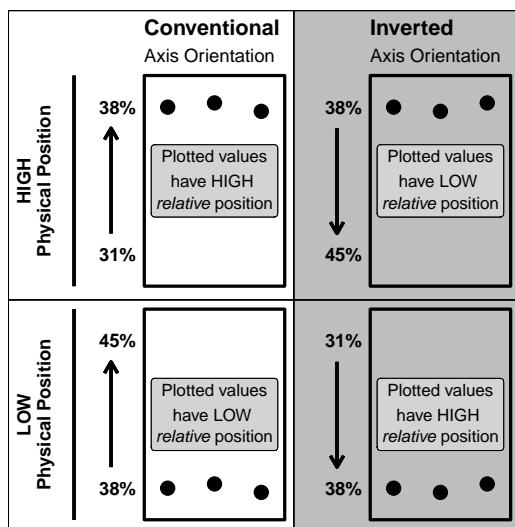 Conventional
Axis Orientation
Inverted
Axis Orientation
HIGH
Physical Position
38%
31%
Plotted values
have HIGH
relative position
38%
45%
Plotted values
have LOW
relative position
LOW
Physical Position
45%
38%
Plotted values
have LOW
relative position
31%
38%
Plotted values
have HIGH
relative position